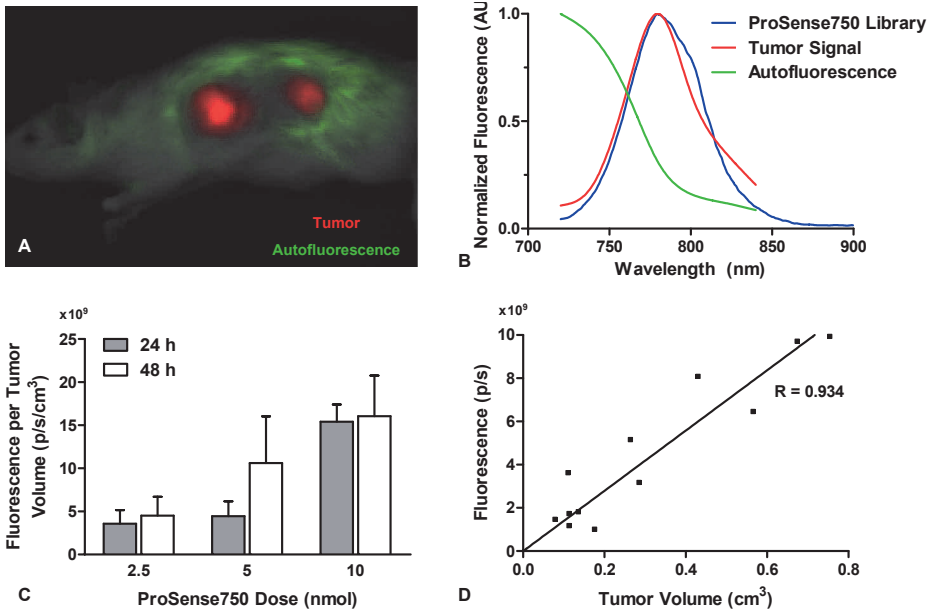 Tumor
Autofluorescence
A
Normalized Fluorescence (AU
1.0
0.5
0.0
700
750
800
850
900
Wavelength (nm)
ProSense750 Library
Tumor Signal
Autofluorescence
B
x10⁹
Fluorescence per Tumor
Volume (p/s/cm³)
25
20
15
10
5
0
24 h
48 h
2.5
5
10
ProSense750 Dose (nmol)
C
x10⁹
Fluorescence (p/s)
10
8
6
4
2
0
R = 0.934
0.0
0.2
0.4
0.6
0.8
Tumor Volume (cm³)
D